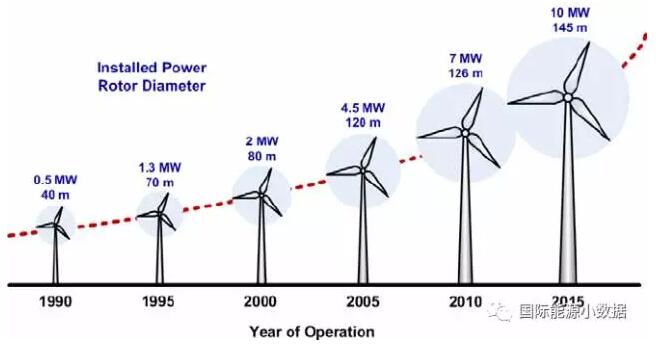 Installed Power
Rotor Diameter
0.5 MW
40 m
1.3 MW
70 m
2 MW
80 m
4.5 MW
120 m
7 MW
126 m
10 MW
145 m
1990
1995
2000
2005
2010
2015
国际能源小数据
Year of Operation